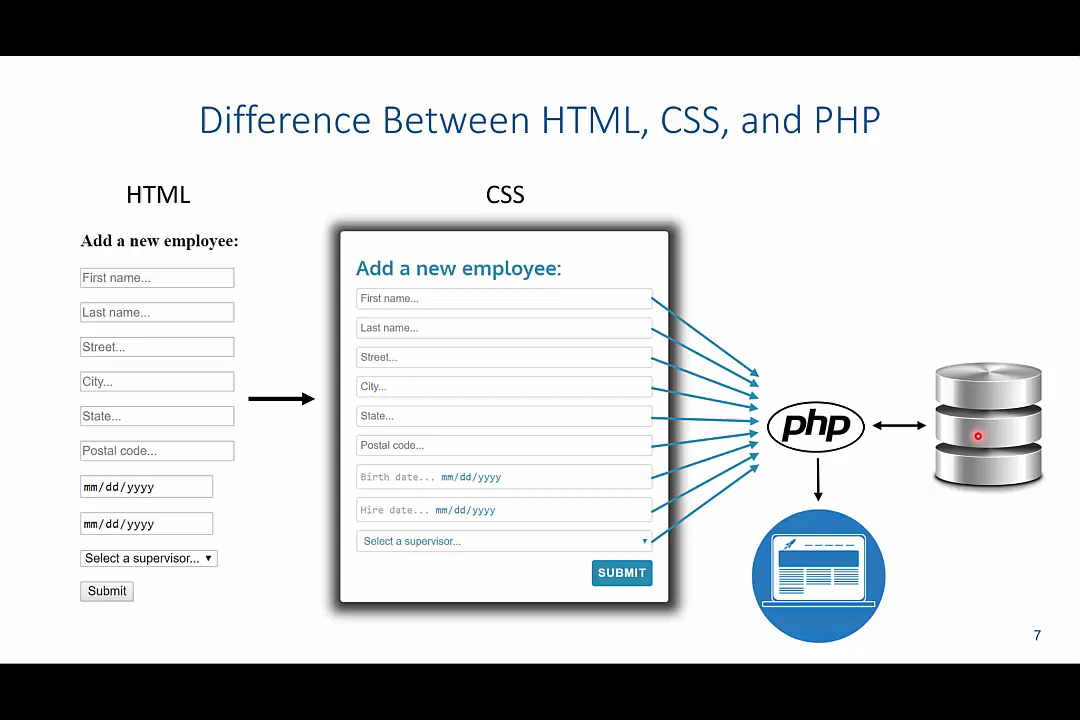 Difference Between HTML, CSS, and PHP
HTML
Add a new employee:
First name...
Last name...
Street...
City...
State...
Postal code...
mm/dd/yyyy
mm/dd/yyyy
Select a supervisor...
Submit
CSS
Add a new employee:
First name...
Last name...
Street...
City...
State...
Postal code...
Birth date... mm/dd/yyyy
Hire date... mm/dd/yyyy
Select a supervisor...
SUBMIT
php
7